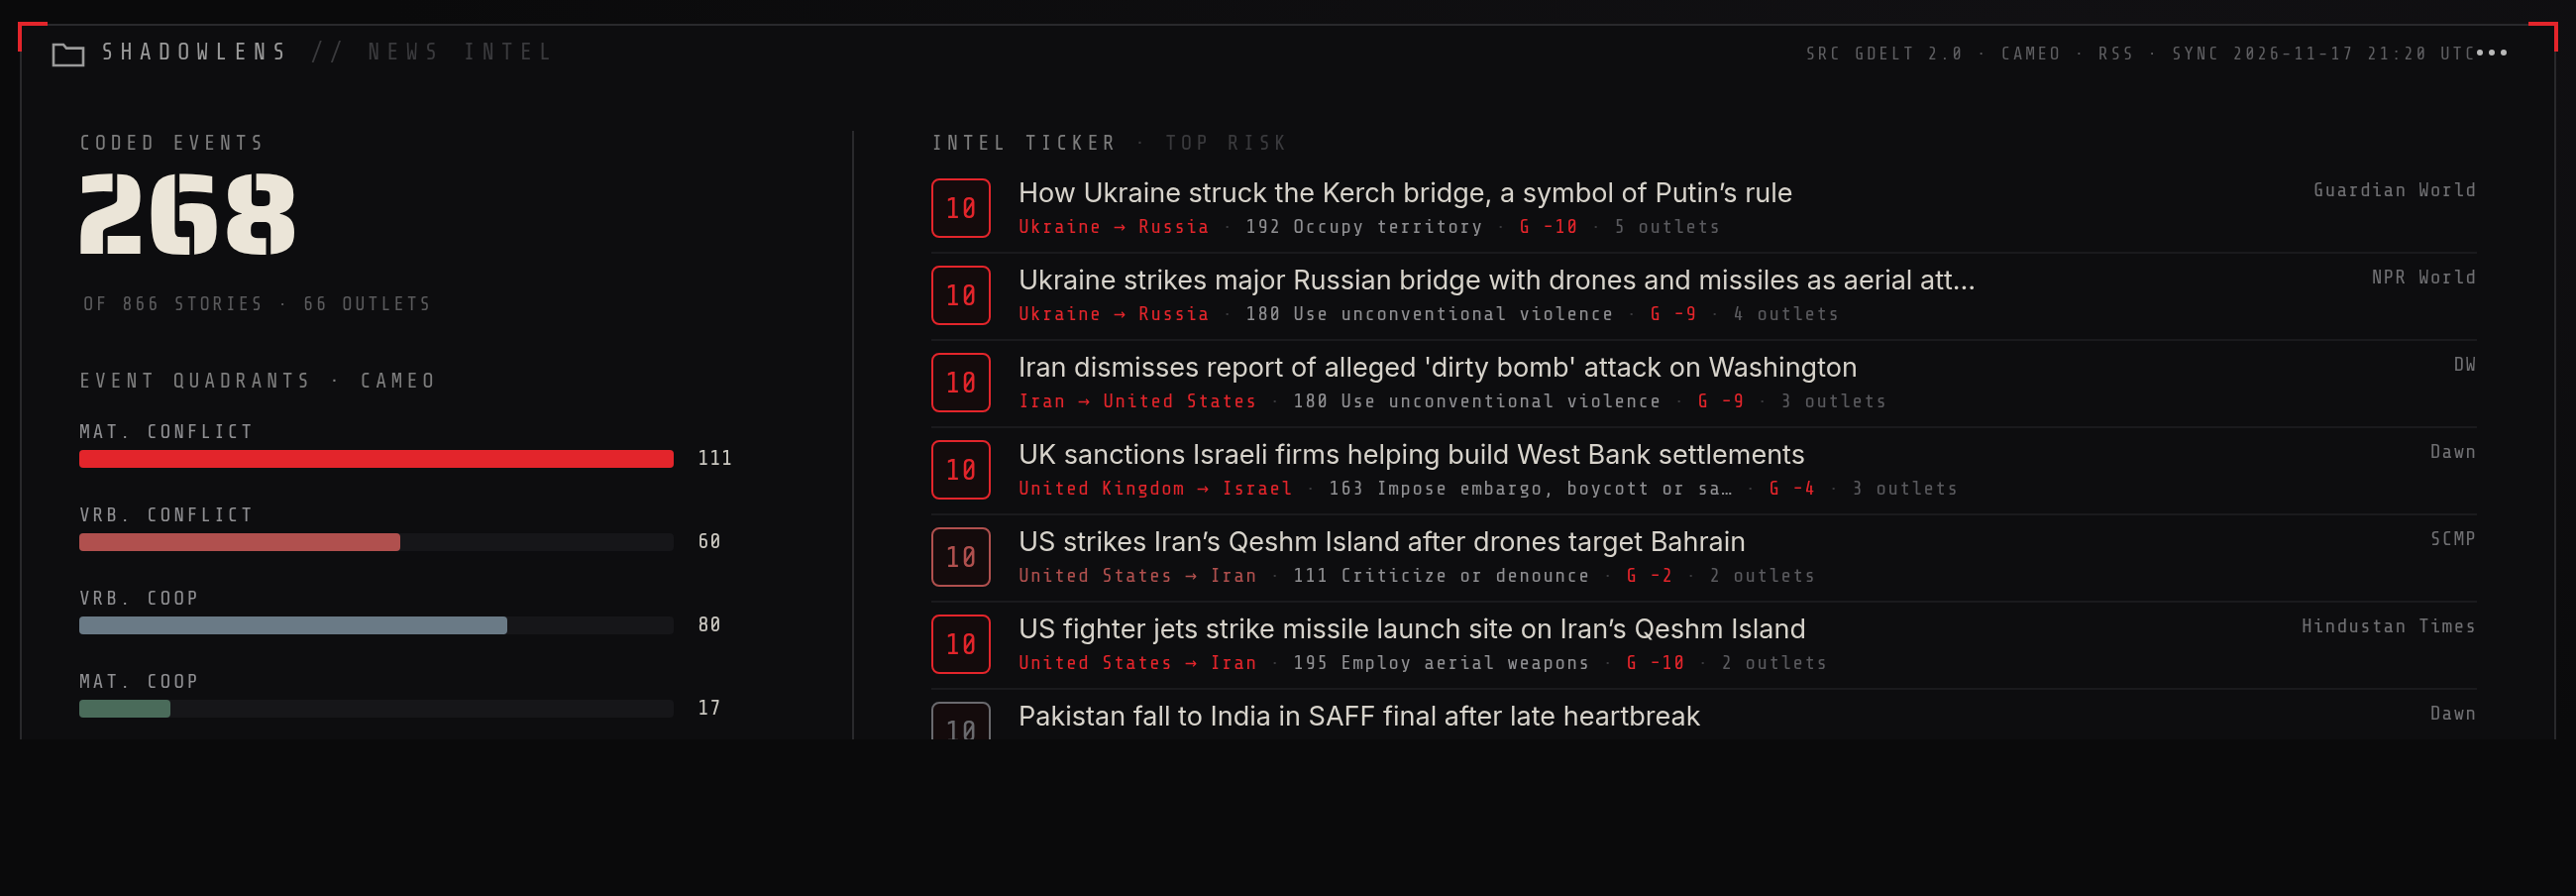 SHADOWLENS // NEWS INTEL
SRC GDELT 2.0 · CAMEO · RSS · SYNC 2026-11-17 21:20 UTC
CODED EVENTS
268
OF 866 STORIES · 66 OUTLETS
EVENT QUADRANTS · CAMEO
MAT. CONFLICT
111
VRB. CONFLICT
60
VRB. COOP
80
MAT. COOP
17
INTEL TICKER · TOP RISK
10 How Ukraine struck the Kerch bridge, a symbol of Putin’s rule Guardian World
Ukraine → Russia · 192 Occupy territory · G -10 · 5 outlets
10 Ukraine strikes major Russian bridge with drones and missiles as aerial att… NPR World
Ukraine → Russia · 180 Use unconventional violence · G -9 · 4 outlets
10 Iran dismisses report of alleged 'dirty bomb' attack on Washington DW
Iran → United States · 180 Use unconventional violence · G -9 · 3 outlets
10 UK sanctions Israeli firms helping build West Bank settlements Dawn
United Kingdom → Israel · 163 Impose embargo, boycott or sa… · G -4 · 3 outlets
10 US strikes Iran’s Qeshm Island after drones target Bahrain SCMP
United States → Iran · 111 Criticize or denounce · G -2 · 2 outlets
10 US fighter jets strike missile launch site on Iran’s Qeshm Island Hindustan Times
United States → Iran · 195 Employ aerial weapons · G -10 · 2 outlets
10 Pakistan fall to India in SAFF final after late heartbreak Dawn